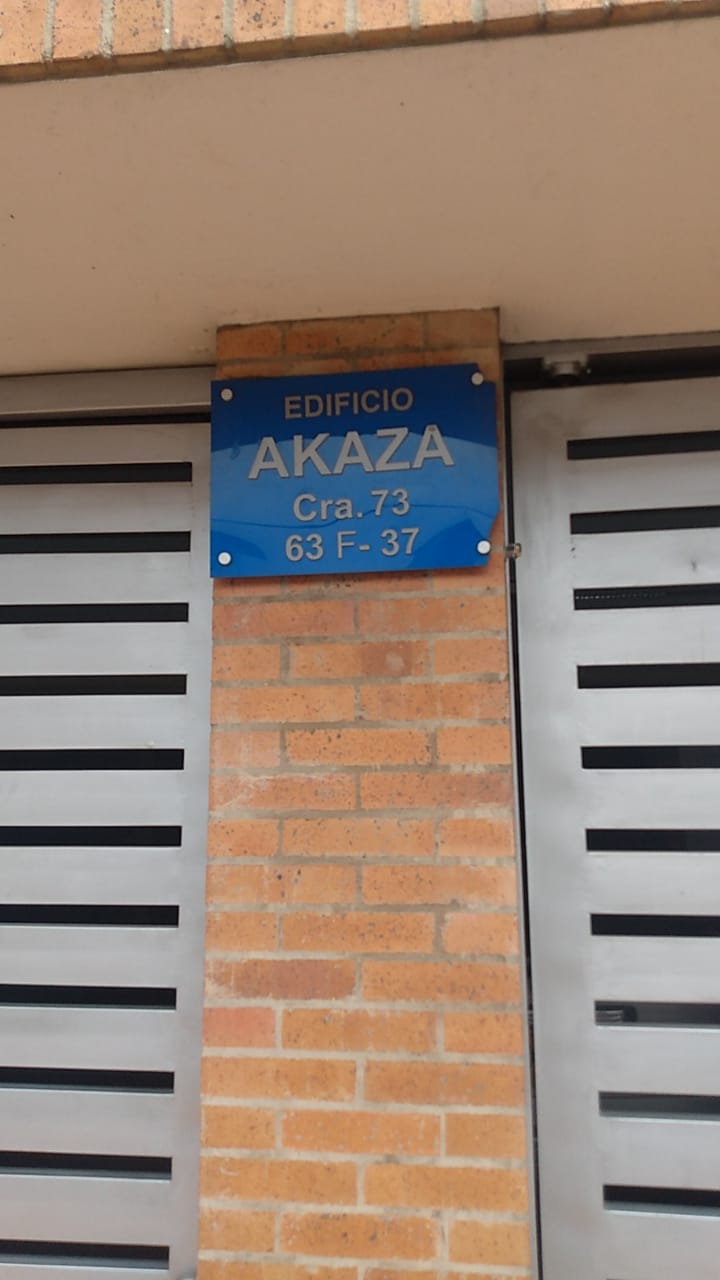 EDIFICIO
AKAZA
Cra. 73
63 F- 37